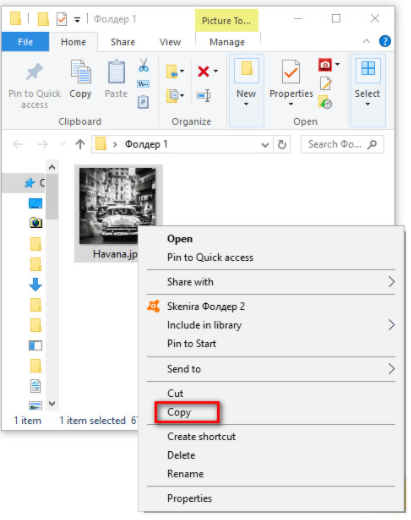 Фолдер 1
Picture To...
File
Home
Share
View
Manage
Pin to Quick access
Copy
Paste
New
Properties
Select
Clipboard
Organize
Open
Фолдер 1
Search Фо...
Havana.jp
Open
Pin to Quick access
Share with
Skenira Фолдер 2
Include in library
Pin to Start
Send to
Cut
Copy
Create shortcut
Delete
Rename
Properties
1 item
1 item selected